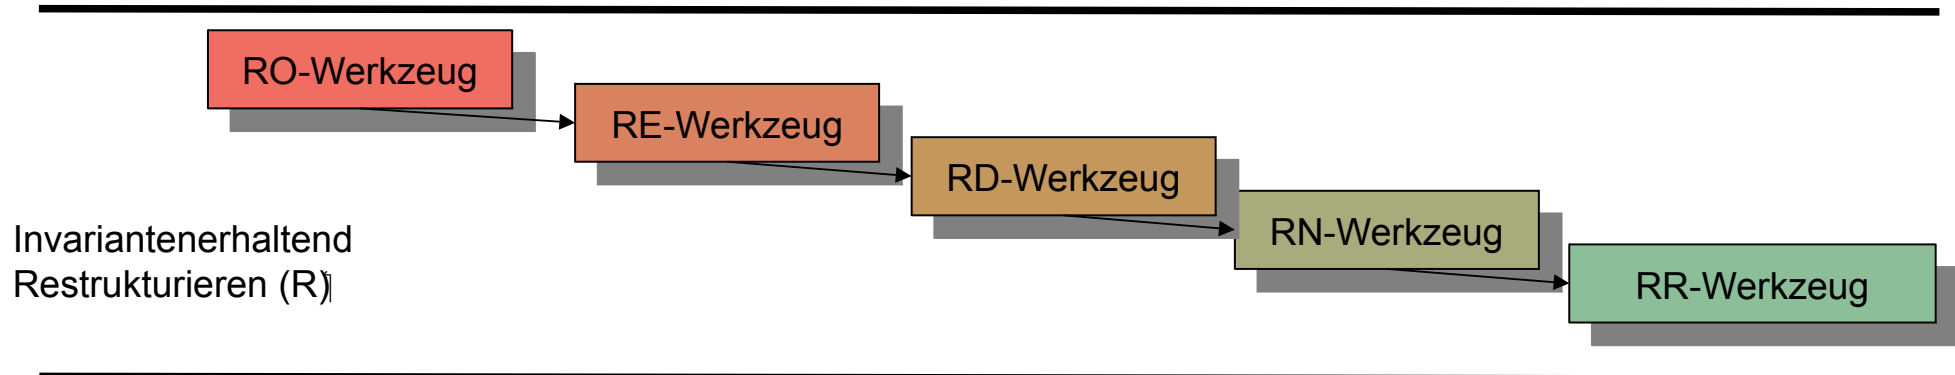 RO-Werkzeug
RE-Werkzeug
RD-Werkzeug
RN-Werkzeug
RR-Werkzeug
Invariantenerhaltend
Restrukturieren (R)